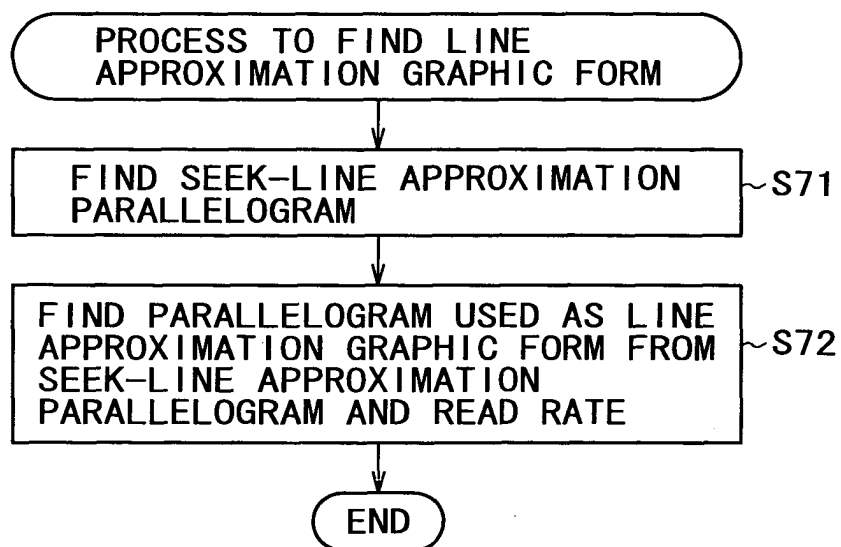 PROCESS TO FIND LINE
APPROXIMATION GRAPHIC FORM
FIND SEEK-LINE APPROXIMATION
PARALLELOGRAM
S71
FIND PARALLELOGRAM USED AS LINE
APPROXIMATION GRAPHIC FORM FROM
SEEK-LINE APPROXIMATION
PARALLELOGRAM AND READ RATE
S72
END